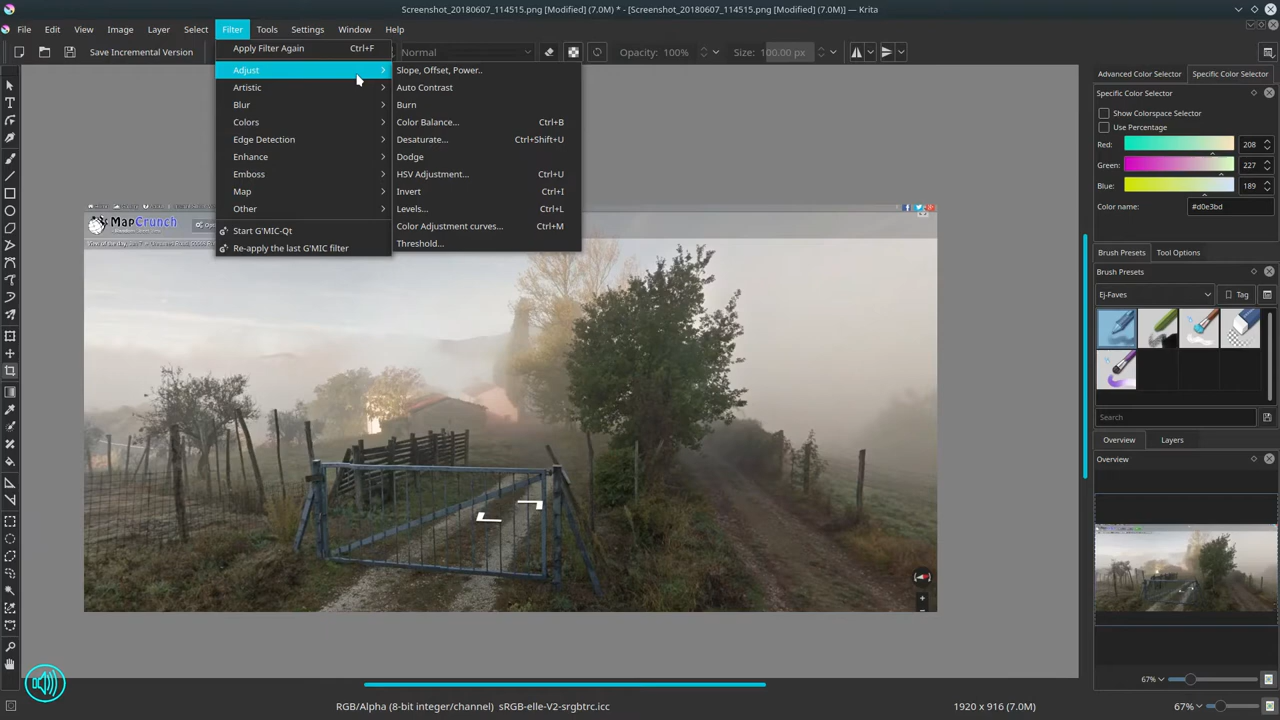 Screenshot_20180607_114515.png [Modified] (7.0M) * - [Screenshot_20180607_114515.png [Modified] (7.0M)] — Krita
File Edit View Image Layer Select Filter Tools Settings Window Help
Save Incremental Version
Normal
Opacity: 100%
Size: 100.00 px
Apply Filter Again Ctrl+F
Adjust
Artistic
Blur
Colors
Edge Detection
Enhance
Emboss
Map
Other
Start G'MIC-Qt
Re-apply the last G'MIC filter
Slope, Offset, Power..
Auto Contrast
Burn
Color Balance... Ctrl+B
Desaturate... Ctrl+Shift+U
Dodge
HSV Adjustment... Ctrl+U
Invert Ctrl+I
Levels... Ctrl+L
Color Adjustment curves... Ctrl+M
Threshold...
MapCrunch
Advanced Color Selector Specific Color Selector
Specific Color Selector
Show Colorspace Selector
Use Percentage
Red: 208
Green: 227
Blue: 189
Color name: #d0e3bd
Brush Presets Tool Options
Brush Presets
Ej-Faves
Tag
Search
Overview Layers
Overview
67%
RGB/Alpha (8-bit integer/channel) sRGB-elle-V2-srgbtrc.icc
1920 x 916 (7.0M)
67%